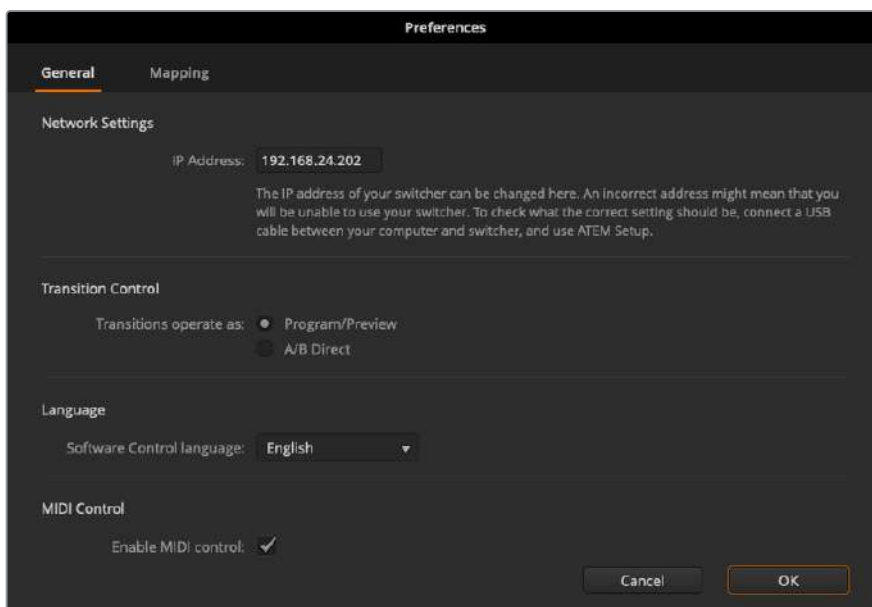 Preferences
General Mapping
Network Settings
IP Address: 192.168.24.202
The IP address of your switcher can be changed here. An incorrect address might mean that you
will be unable to use your switcher. To check what the correct setting should be, connect a USB
cable between your computer and switcher, and use ATEM Setup.
Transition Control
Transitions operate as: Program/Preview
A/B Direct
Language
Software Control language: English
MIDI Control
Enable MIDI control:
Cancel OK